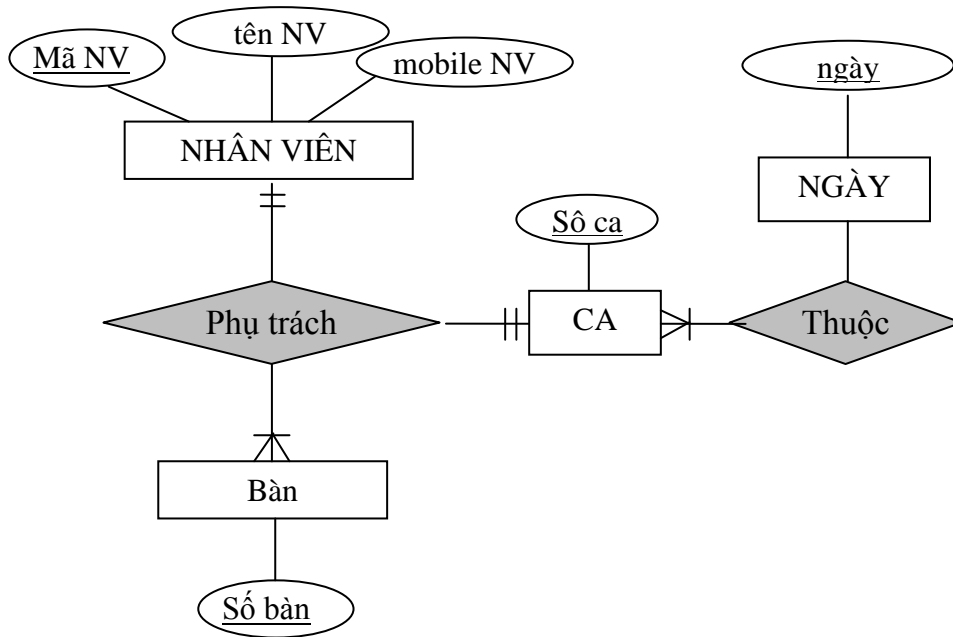 tên NV
Mã NV
mobile NV
ngày
NHÂN VIÊN
NGÀY
Sô ca
Phụ trách
CA
Thuộc
Bàn
Số bàn